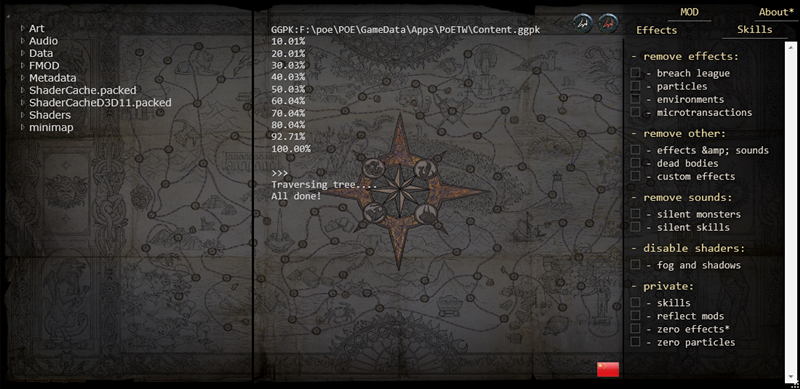 Art
Audio
Data
FMOD
Metadata
ShaderCache.packed
ShaderCacheD3D11.packed
Shaders
minimap
GGPK:F:\poe\POE\GameData\Apps\PoETW\Content.ggpk
10.01%
20.01%
30.03%
40.03%
50.03%
60.04%
70.04%
80.04%
92.71%
100.00%
>>>
Traversing tree....
All done!
MOD About*
Effects Skills
- remove effects:
- breach league
- particles
- environments
- microtransactions
- remove other:
- effects &amp; sounds
- dead bodies
- custom effects
- remove sounds:
- silent monsters
- silent skills
- disable shaders:
- fog and shadows
- private:
- skills
- reflect mods
- zero effects*
- zero particles